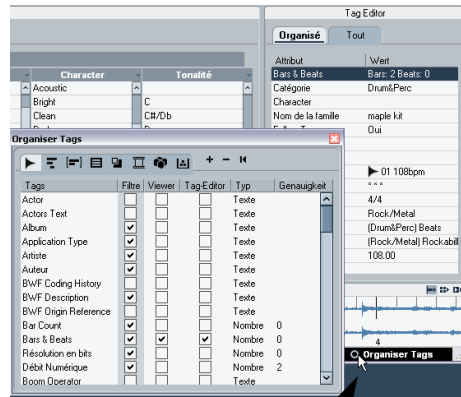 Tag Editor
Organisé Tout
Character Tonalité
Attribut Wert
Acoustic
Bars & Beats Bars: 2 Beats: 0
Bright C
Catégorie Drum&Perc
Clean C#/Db
Character
Nom de la famille maple kit
Oui
Organiser Tags
01 108bpm
***
4/4
Rock/Metal
(Drum&Perc) Beats
(Rock/Metal) Rockabill
108.00
Tags Filtre Viewer Tag-Editor Typ Genauigkeit
Actor Texte
Actors Text Texte
Album Texte
Application Type Texte
Artiste Texte
Auteur Texte
BWF Coding History Texte
BWF Description Texte
BWF Origin Reference Texte
Bar Count Nombre 0
Bars & Beats Nombre 0
Résolution en bits Nombre 0
Débit Numérique Nombre 2
Boom Operator Texte
4
Organiser Tags